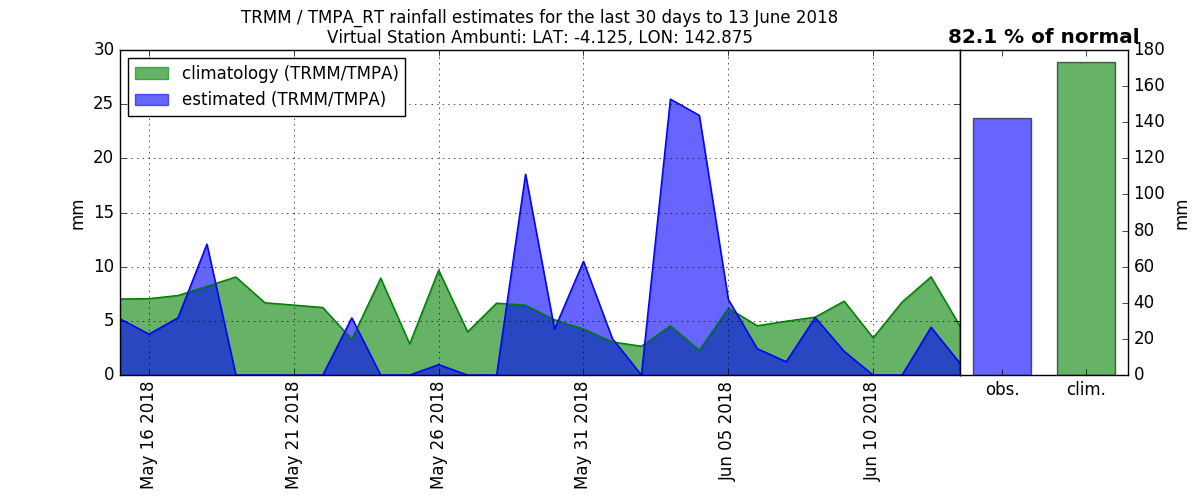 TRMM / TMPA_RT rainfall estimates for the last 30 days to 13 June 2018
Virtual Station Ambunti: LAT: -4.125, LON: 142.875
82.1 % of normal
climatology (TRMM/TMPA)
estimated (TRMM/TMPA)
30
25
20
15
10
5
0
mm
May 16 2018
May 21 2018
May 26 2018
May 31 2018
Jun 05 2018
Jun 10 2018
obs.
clim.
180
160
140
120
100
80
60
40
20
0
mm